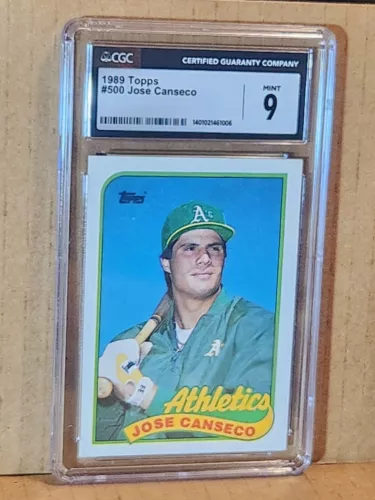 CGC
CERTIFIED GUARANTY COMPANY
1989 Topps
#500 Jose Canseco
MINT
9
1401021461006
Topps
A's
A's
Athletics
JOSE CANSECO